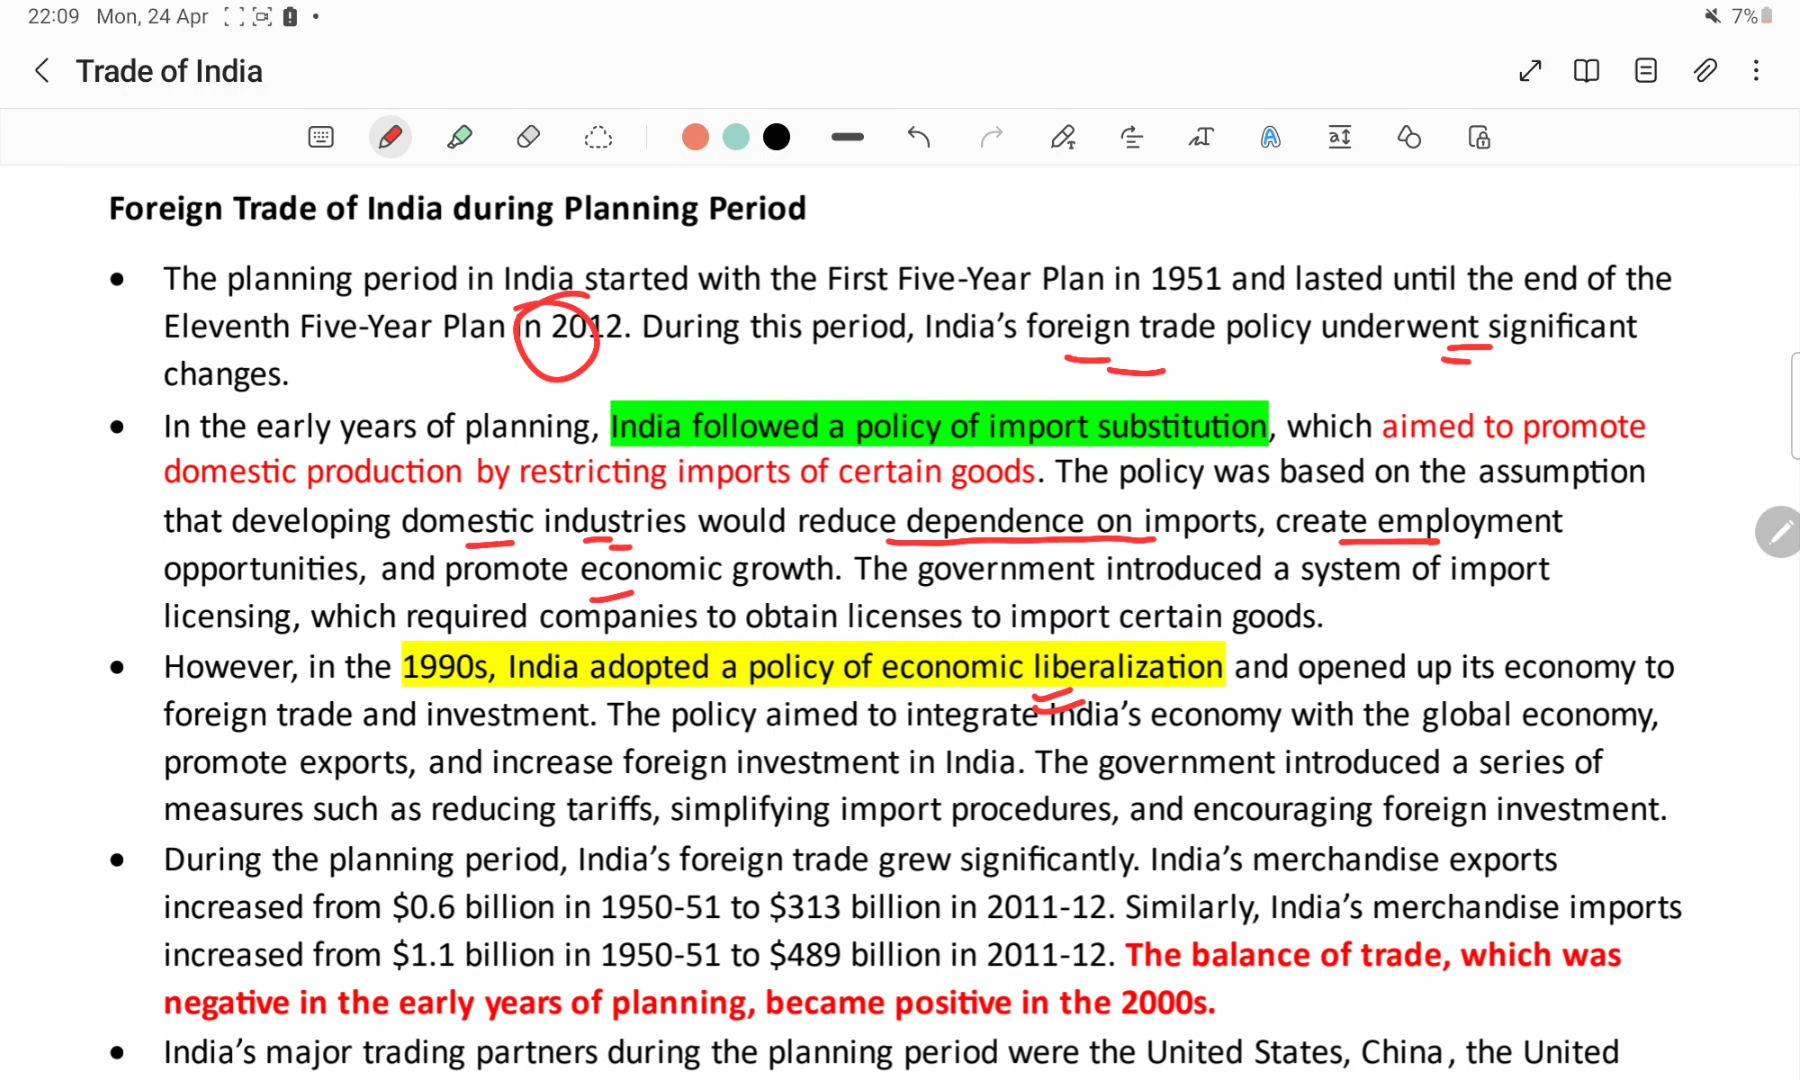 22:09 Mon, 24 Apr
7%
Trade of India
Foreign Trade of India during Planning Period
• The planning period in India started with the First Five-Year Plan in 1951 and lasted until the end of the
Eleventh Five-Year Plan in 2012. During this period, India’s foreign trade policy underwent significant
changes.
• In the early years of planning, India followed a policy of import substitution, which aimed to promote
domestic production by restricting imports of certain goods. The policy was based on the assumption
that developing domestic industries would reduce dependence on imports, create employment
opportunities, and promote economic growth. The government introduced a system of import
licensing, which required companies to obtain licenses to import certain goods.
• However, in the 1990s, India adopted a policy of economic liberalization and opened up its economy to
foreign trade and investment. The policy aimed to integrate India’s economy with the global economy,
promote exports, and increase foreign investment in India. The government introduced a series of
measures such as reducing tariffs, simplifying import procedures, and encouraging foreign investment.
• During the planning period, India’s foreign trade grew significantly. India’s merchandise exports
increased from $0.6 billion in 1950-51 to $313 billion in 2011-12. Similarly, India’s merchandise imports
increased from $1.1 billion in 1950-51 to $489 billion in 2011-12. The balance of trade, which was
negative in the early years of planning, became positive in the 2000s.
• India’s major trading partners during the planning period were the United States, China, the United